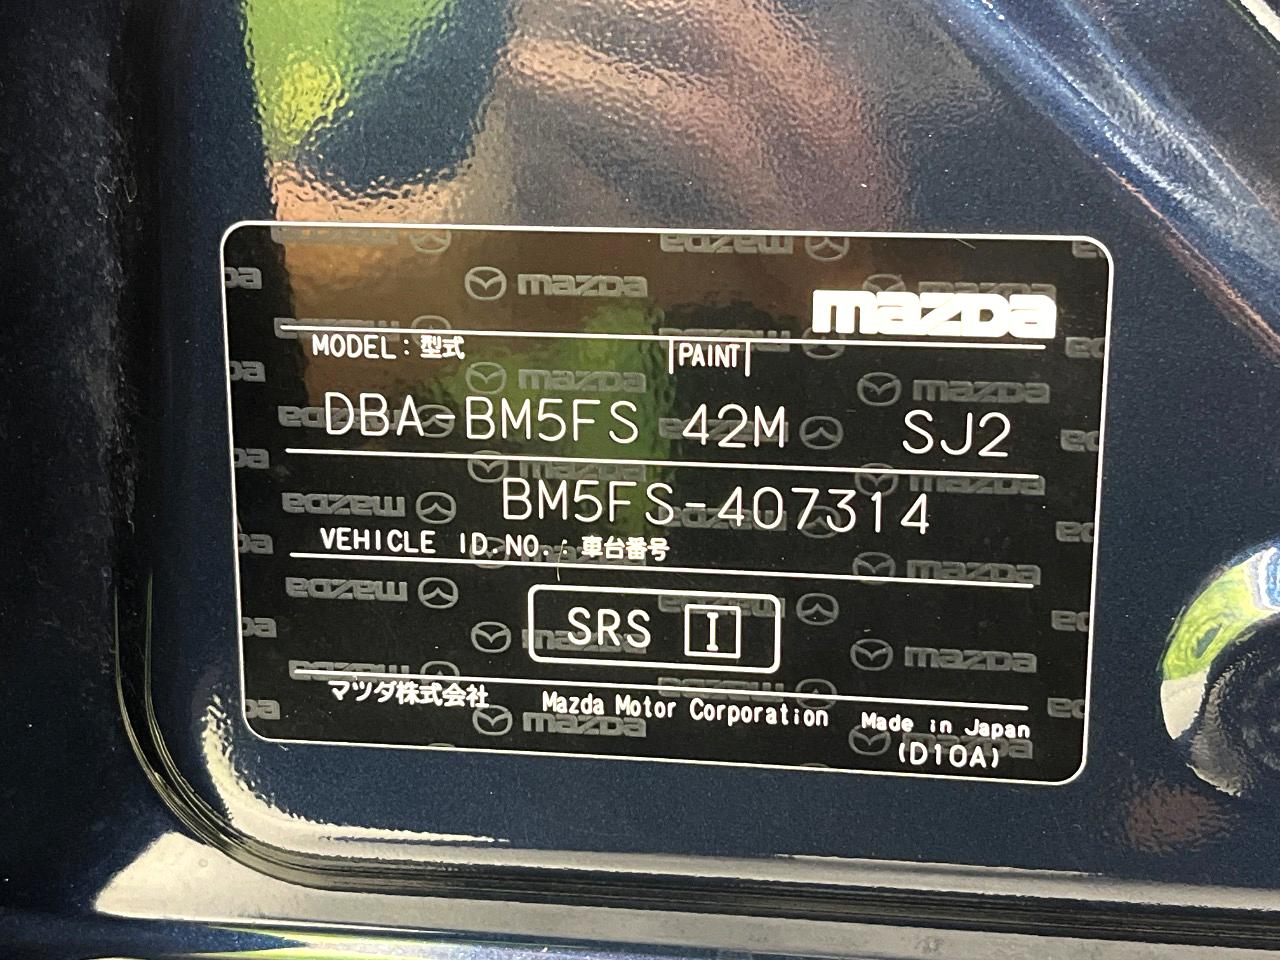 mazda
MODEL : 型式 PAINT
DBA-BM5FS 42M SJ2
BM5FS-407314
VEHICLE ID.NO. : 車台番号
SRS I
マツダ株式会社 Mazda Motor Corporation Made in Japan
(D10A)